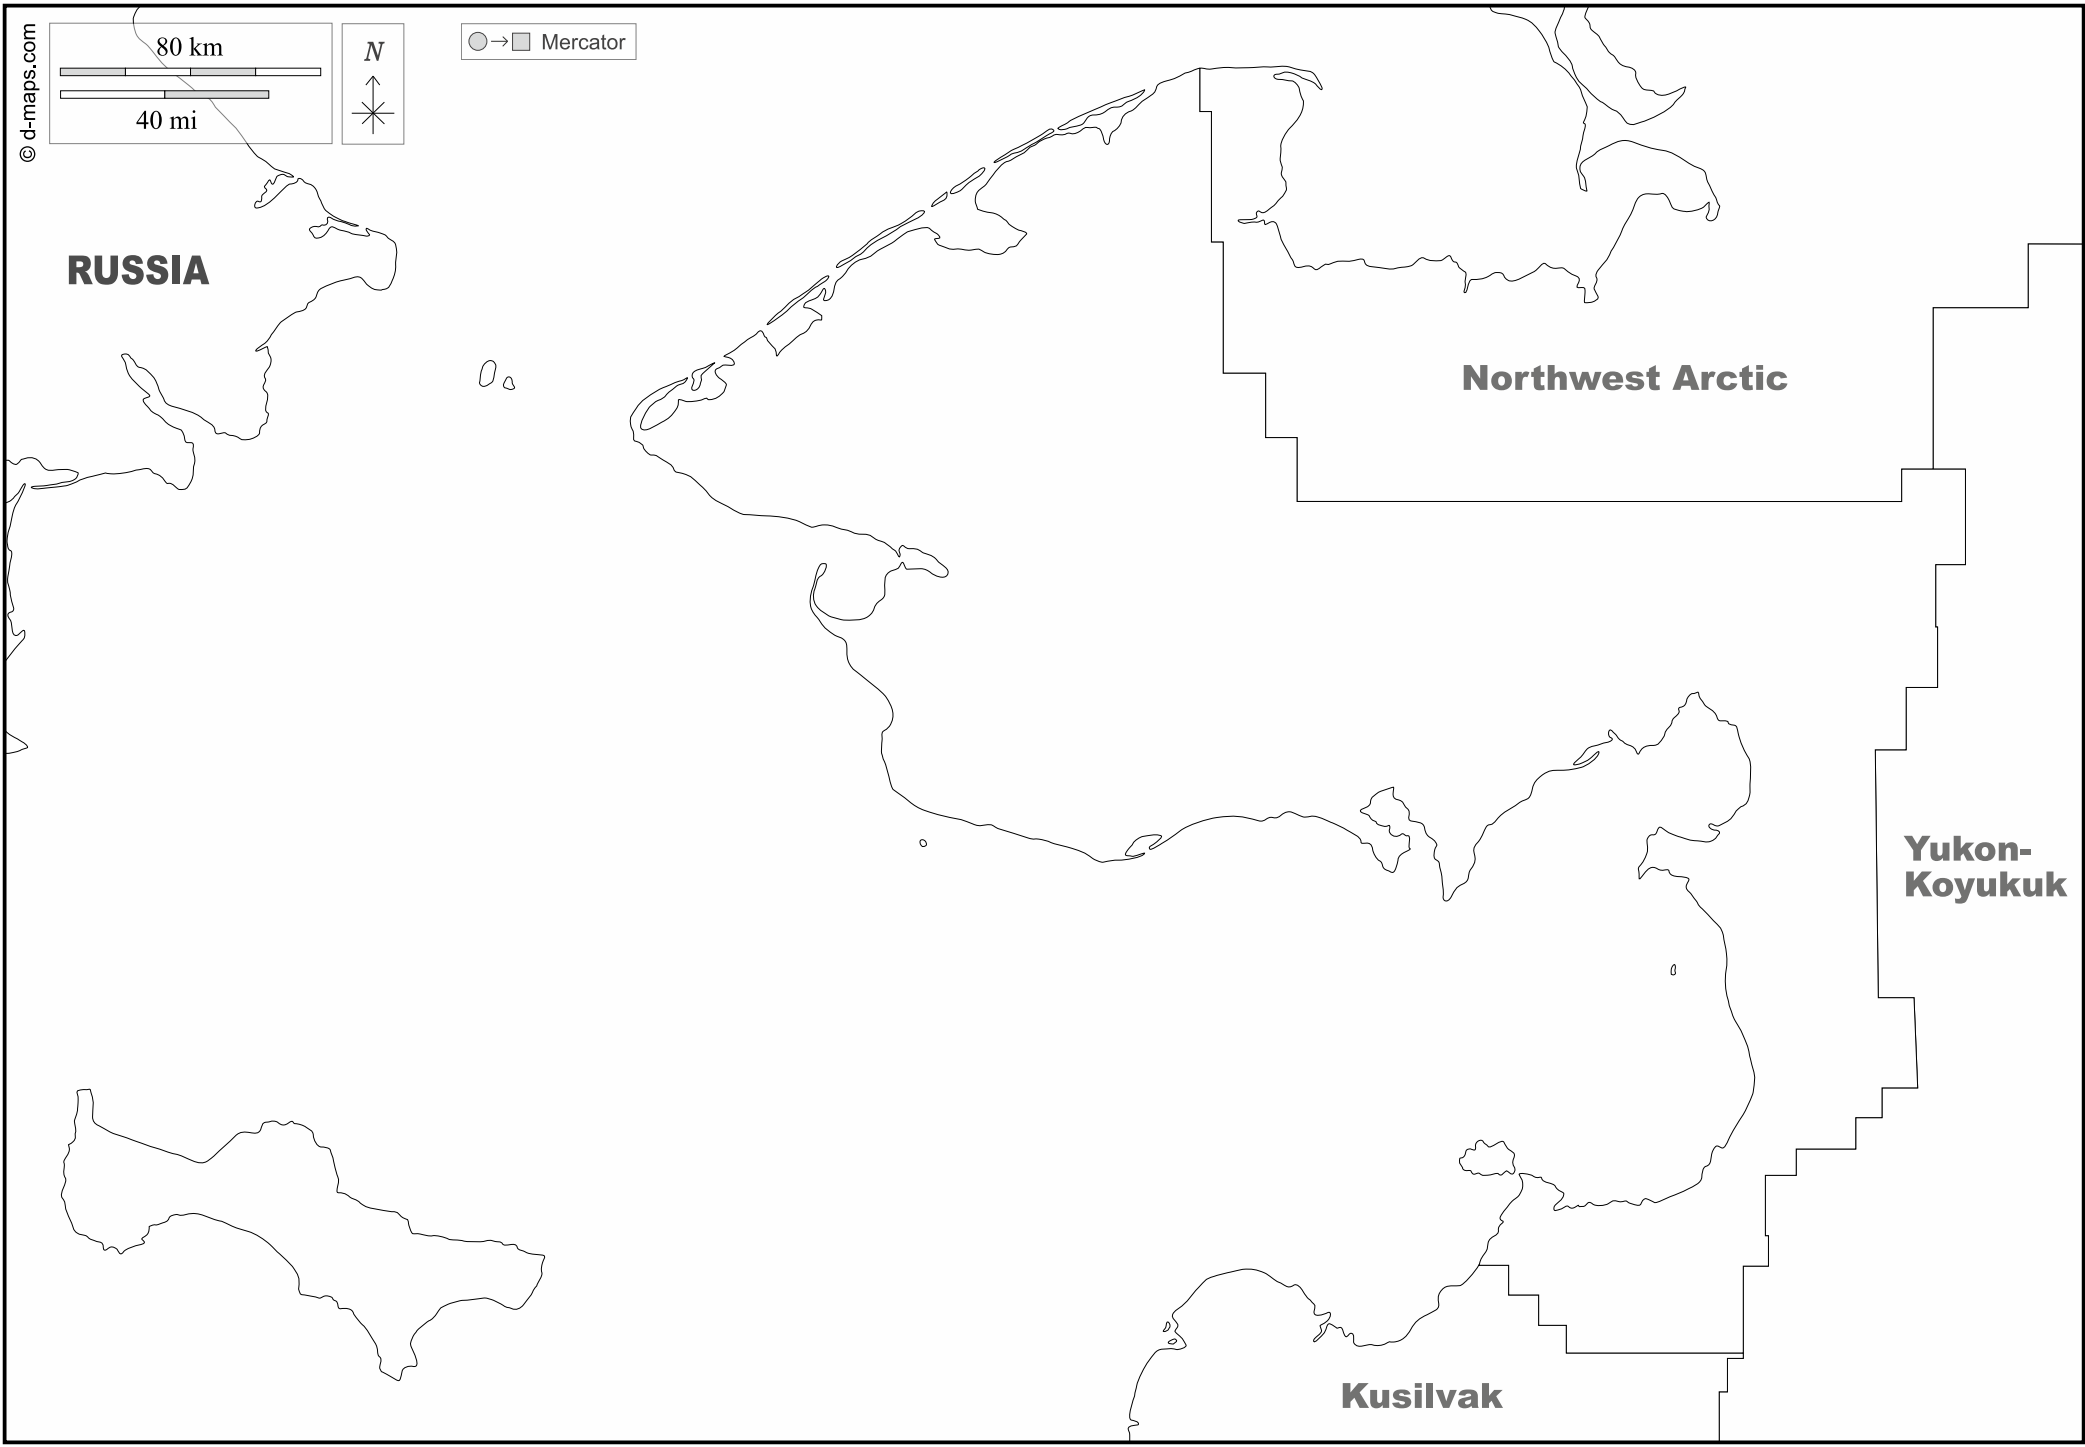 © d-maps.com
80 km
40 mi
N
Mercator
RUSSIA
Northwest Arctic
Yukon-
Koyukuk
Kusilvak